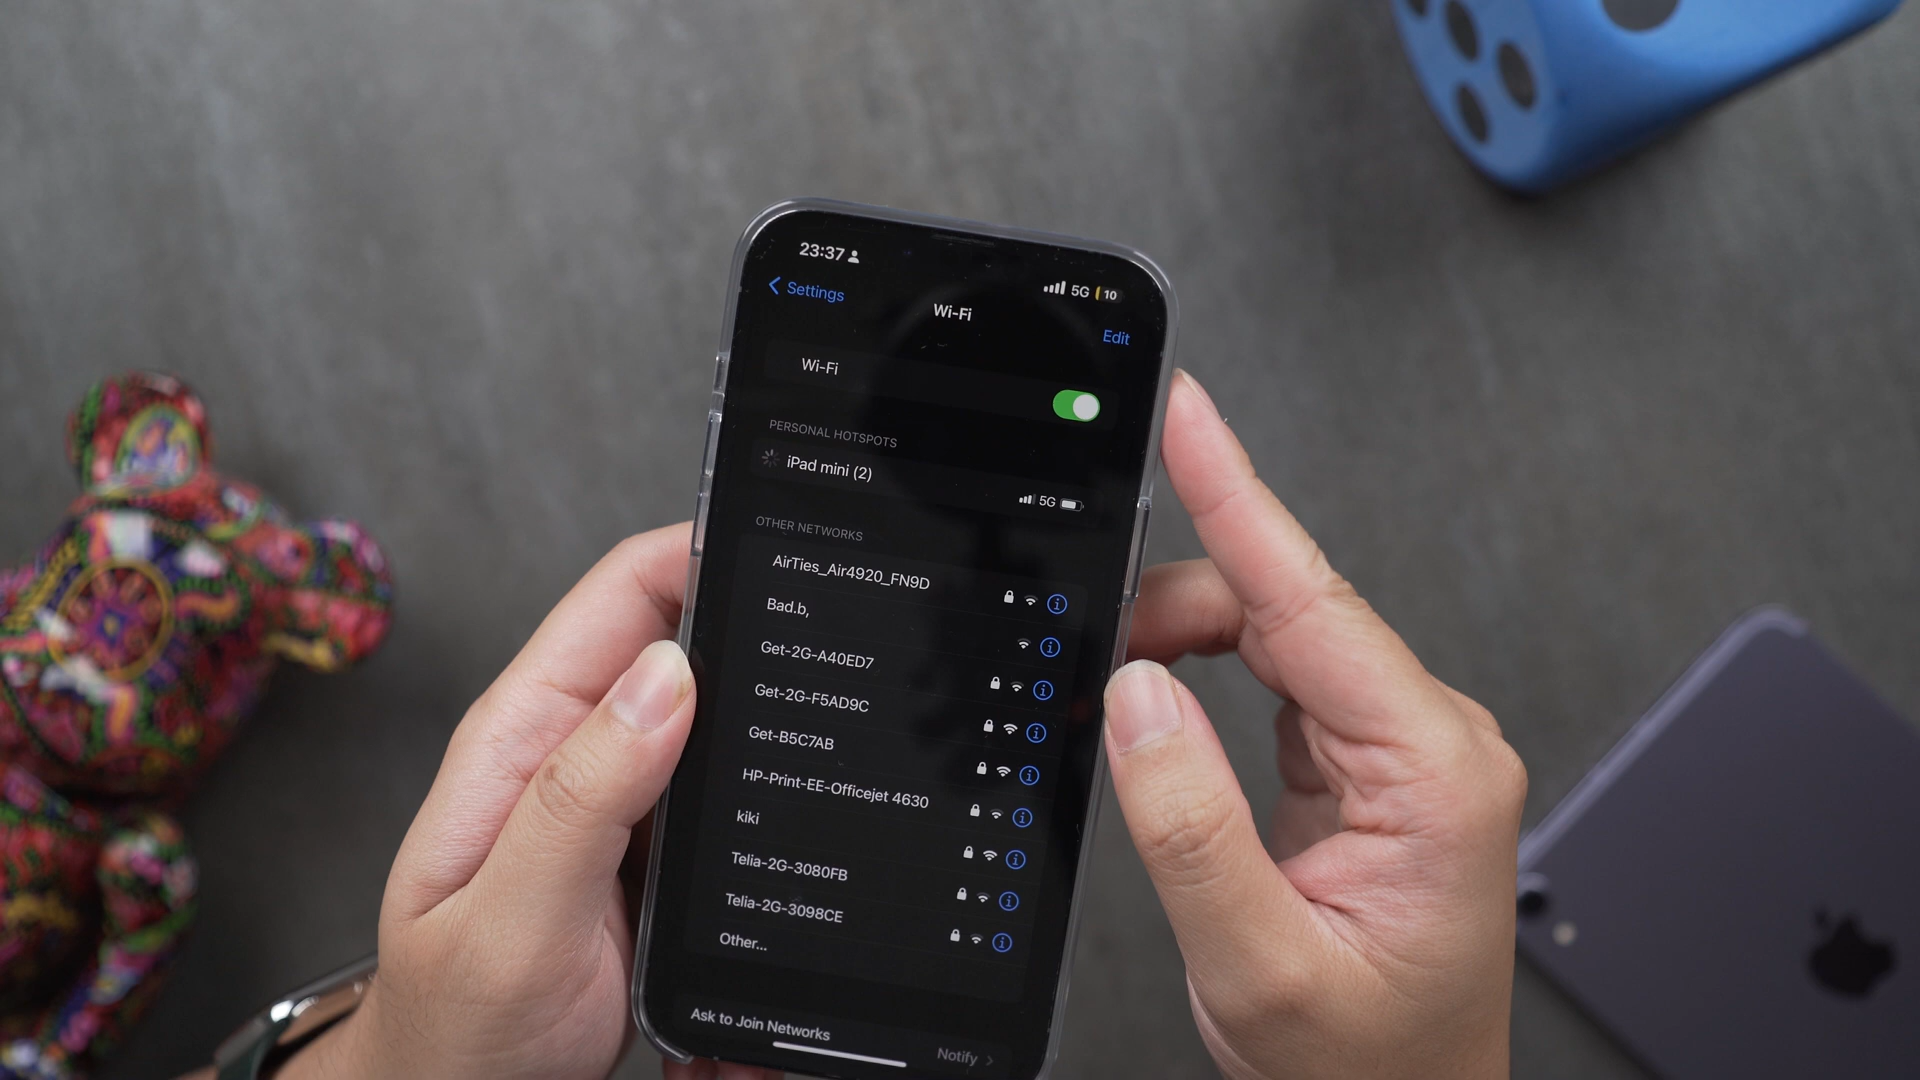 23:37
5G 10
Settings
Wi-Fi
Edit
Wi-Fi
PERSONAL HOTSPOTS
iPad mini (2)
5G
OTHER NETWORKS
AirTies_Air4920_FN9D
Bad.b,
Get-2G-A40ED7
Get-2G-F5AD9C
Get-B5C7AB
HP-Print-EE-Officejet 4630
kiki
Telia-2G-3080FB
Telia-2G-3098CE
Other...
Ask to Join Networks
Notify